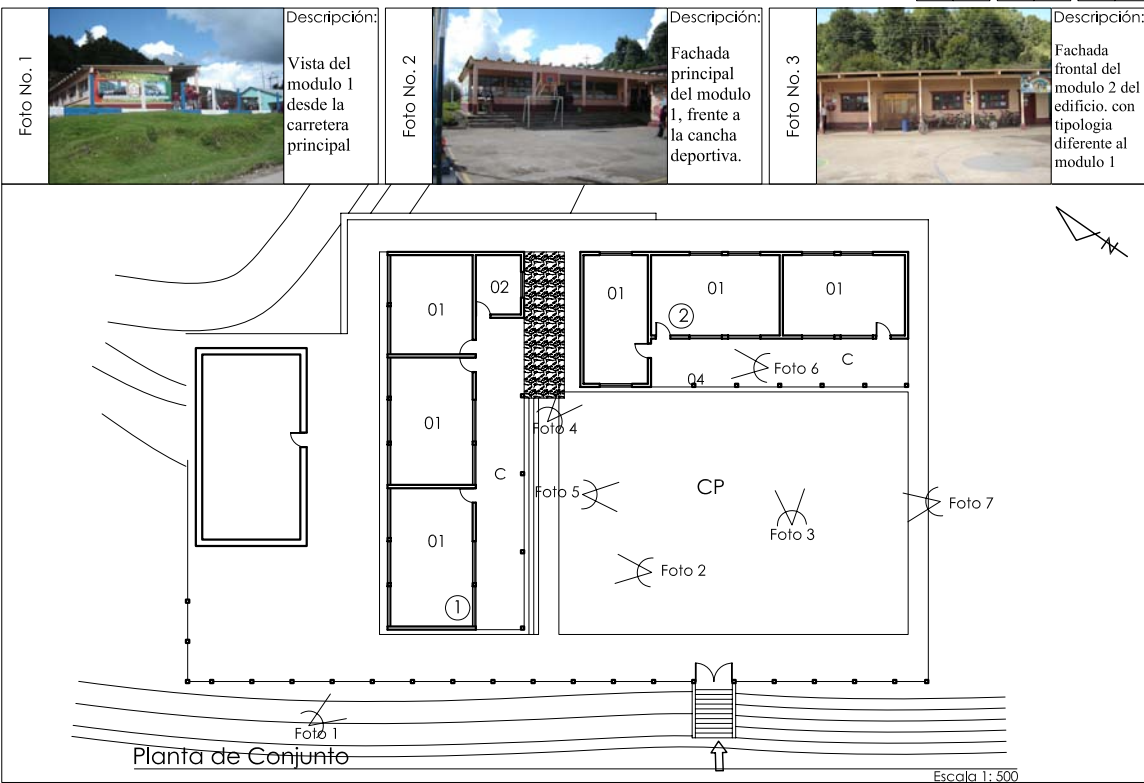 Foto No. 1
Descripción:
Vista del
modulo 1
desde la
carretera
principal
Foto No. 2
Descripción:
Fachada
principal
del modulo
1, frente a
la cancha
deportiva.
Foto No. 3
Descripción:
Fachada
frontal del
modulo 2 del
edificio. con
tipologia
diferente al
modulo 1
N
01
02
01
01
01
2
01
C
Foto 6
04
01
Foto 4
C
Foto 5
CP
Foto 7
Foto 3
01
Foto 2
1
Foto 1
Planta de Conjunto
Escala 1: 500